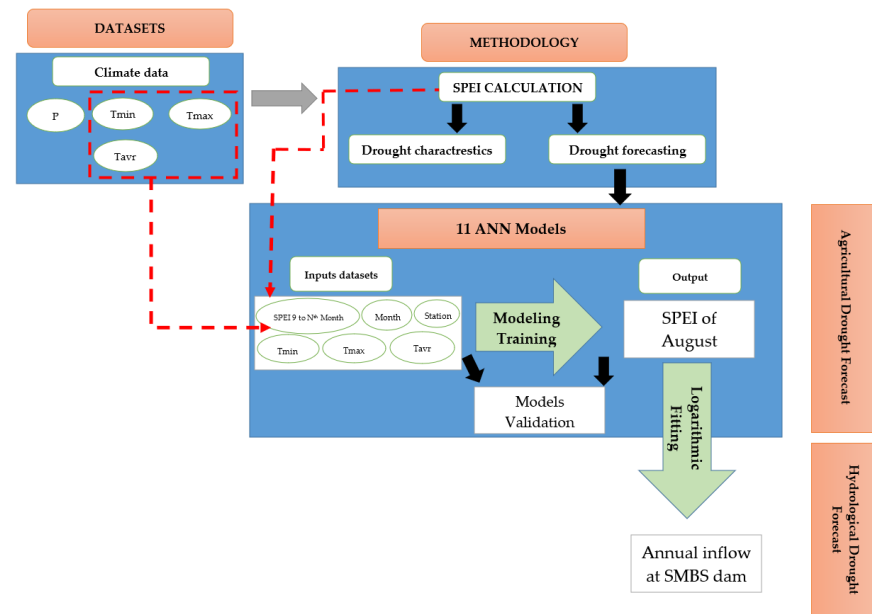 DATASETS
METHODOLOGY
Climate data
P
Tmin
Tmax
Tavr
SPEI CALCULATION
Drought charactrestics
Drought forecasting
11 ANN Models
Inputs datasets
Output
SPEI 9 to Nth Month
Month
Station
Tmin
Tmax
Tavr
Modeling
Training
SPEI of
August
Models
Validation
Logarithmic
Fitting
Annual inflow
at SMBS dam
Agricultural Drought Forecast
Hydrological Drought
Forecast